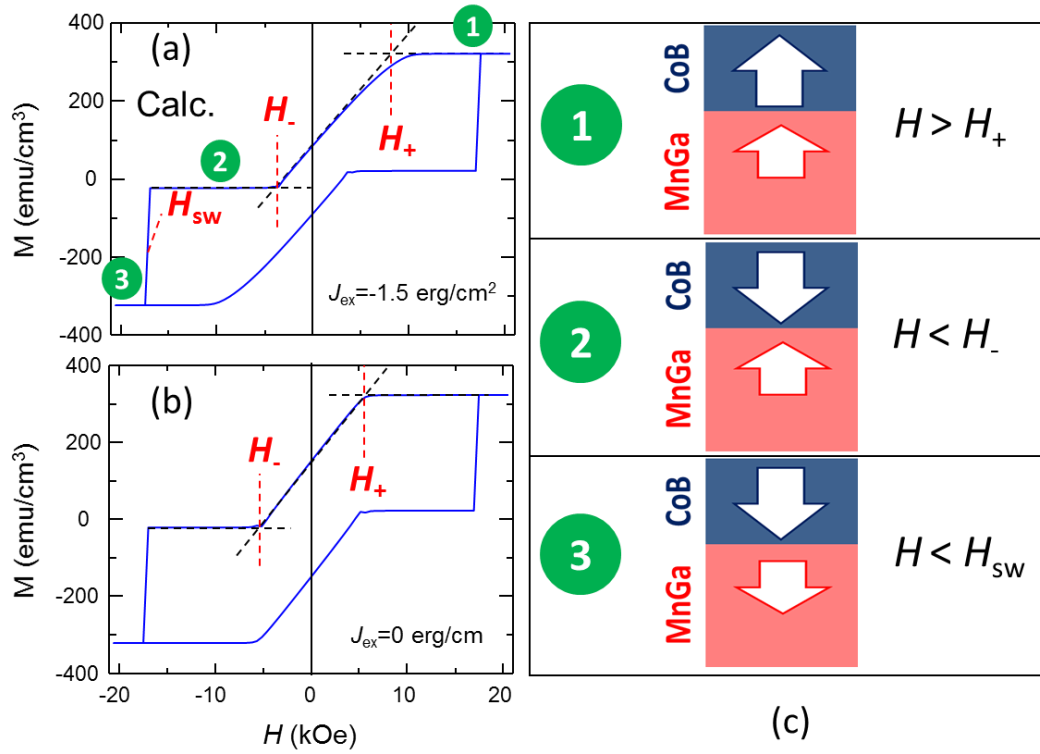 (a)
Calc.
1
2
3
H-
H+
Hsw
Jex=-1.5 erg/cm2
M (emu/cm3)
400
200
0
-200
-400
(b)
H-
H+
Jex=0 erg/cm
M (emu/cm3)
400
200
0
-200
-400
-20 -10 0 10 20
H (kOe)
1
CoB
MnGa
H > H+
2
CoB
MnGa
H < H-
3
CoB
MnGa
H < Hsw
(c)